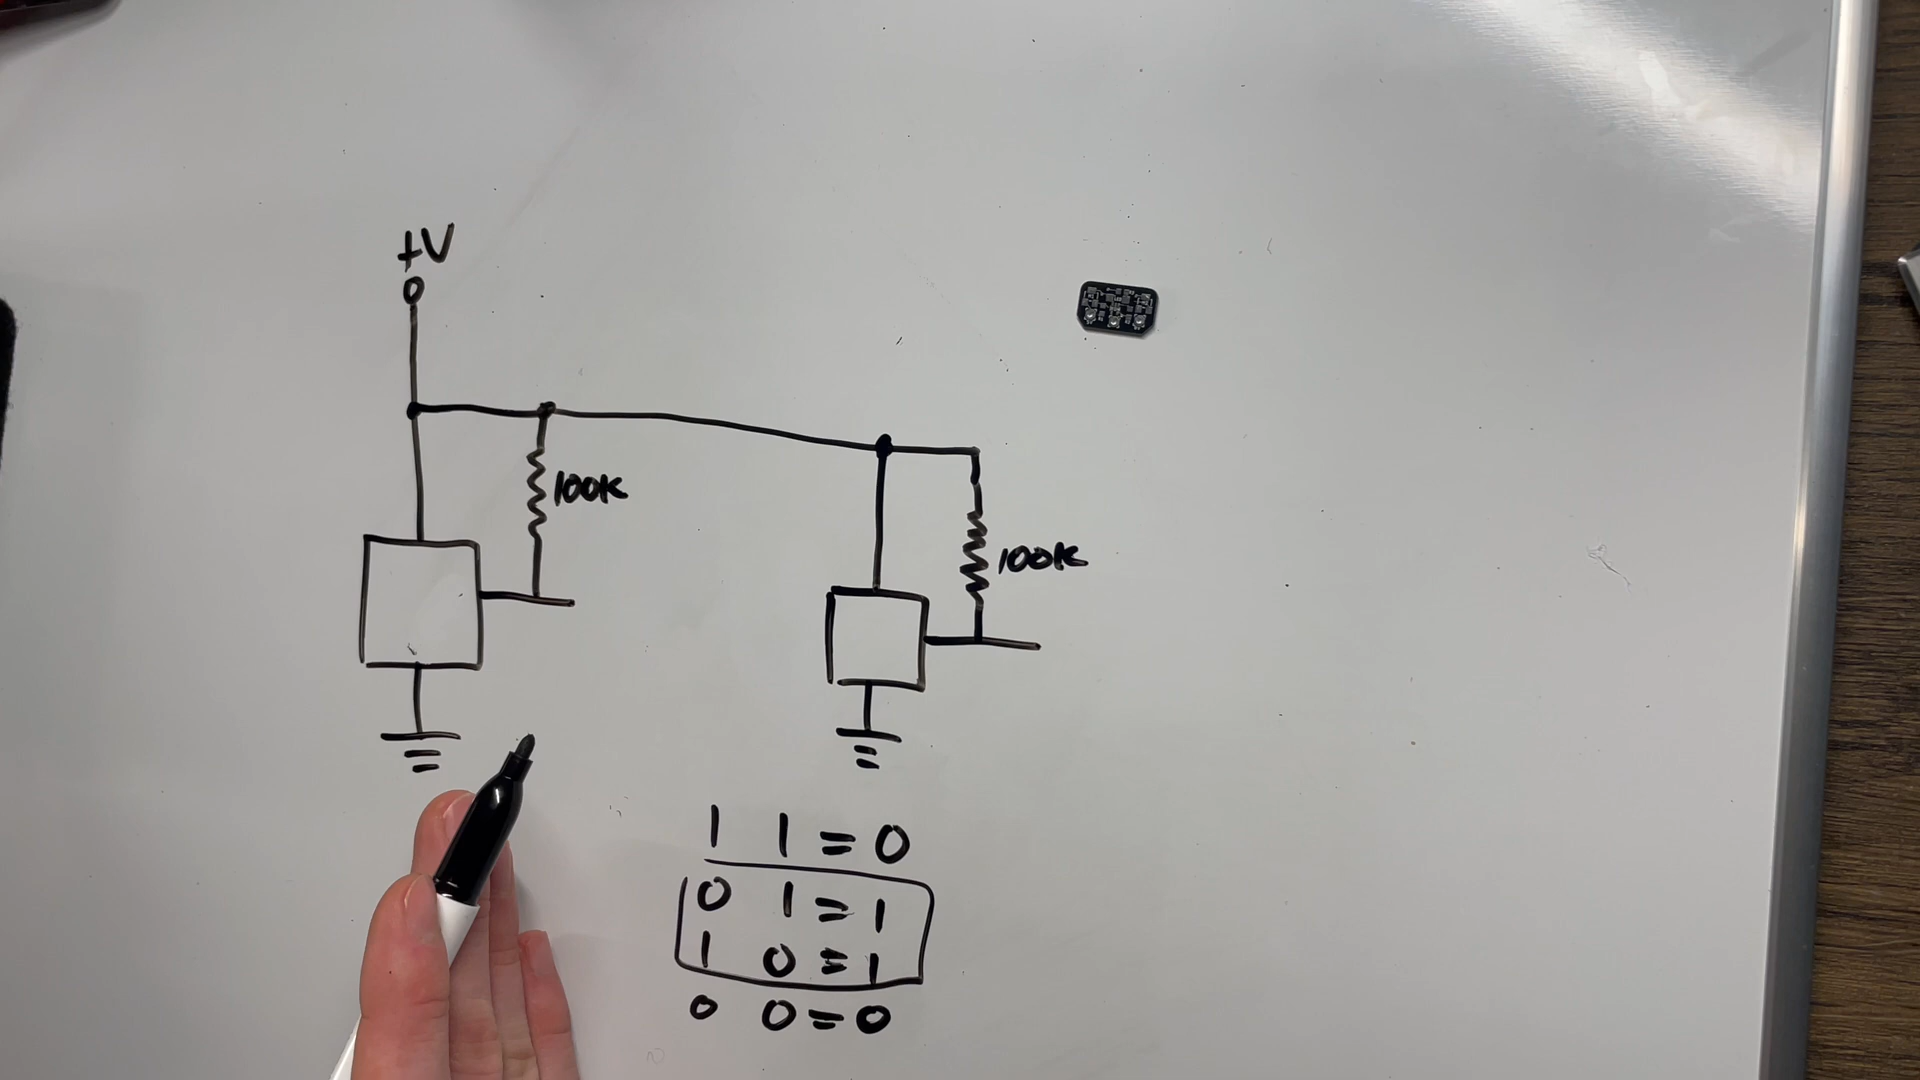 +V
100K
100K
1 1 = 0
0 1 = 1
1 0 = 1
0 0 = 0